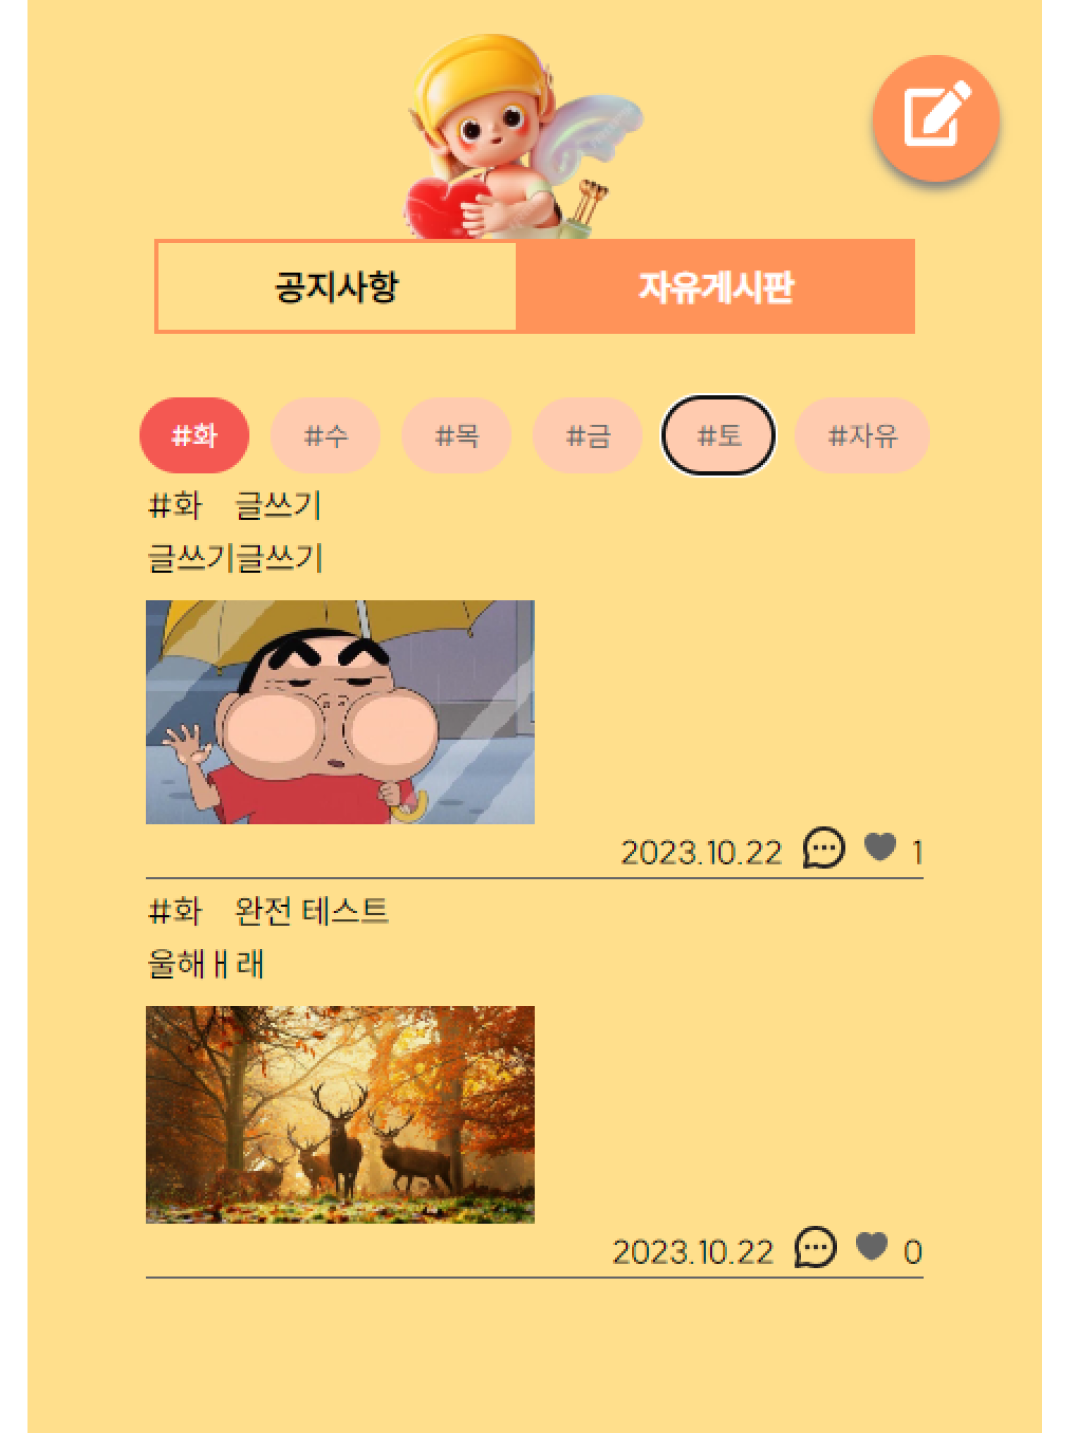 공지사항 자유게시판
#화 #수 #목 #금 #토 #자유
#화 글쓰기
글쓰기글쓰기
2023.10.22 1
#화 완전 테스트
울해ㅐ래
2023.10.22 0